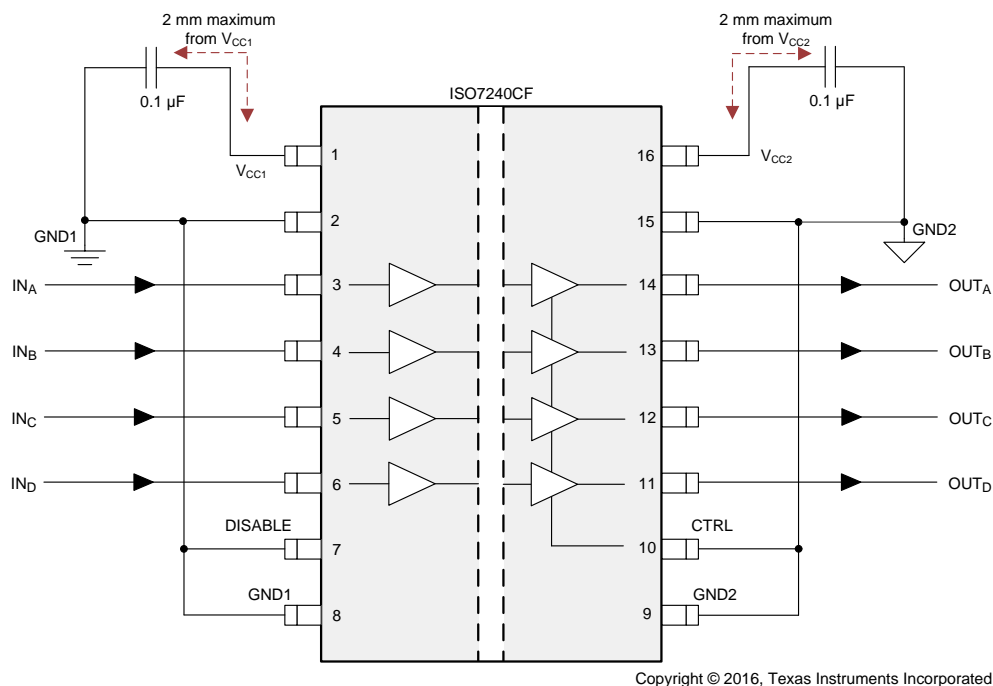 2 mm maximum
from VCC1
2 mm maximum
from VCC2
0.1 µF
0.1 µF
ISO7240CF
1
16
VCC1
VCC2
2
15
GND1
GND2
INA
3
14
OUTA
INB
4
13
OUTB
INC
5
12
OUTC
IND
6
11
OUTD
DISABLE
CTRL
7
10
GND1
GND2
8
9
Copyright © 2016, Texas Instruments Incorporated